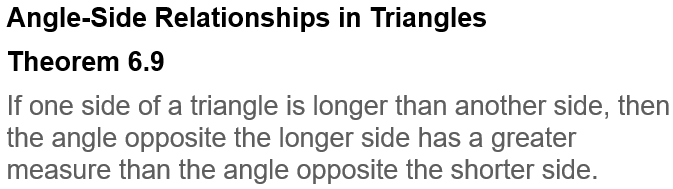 Angle-Side Relationships in Triangles
Theorem 6.9
If one side of a triangle is longer than another side, then
the angle opposite the longer side has a greater
measure than the angle opposite the shorter side.